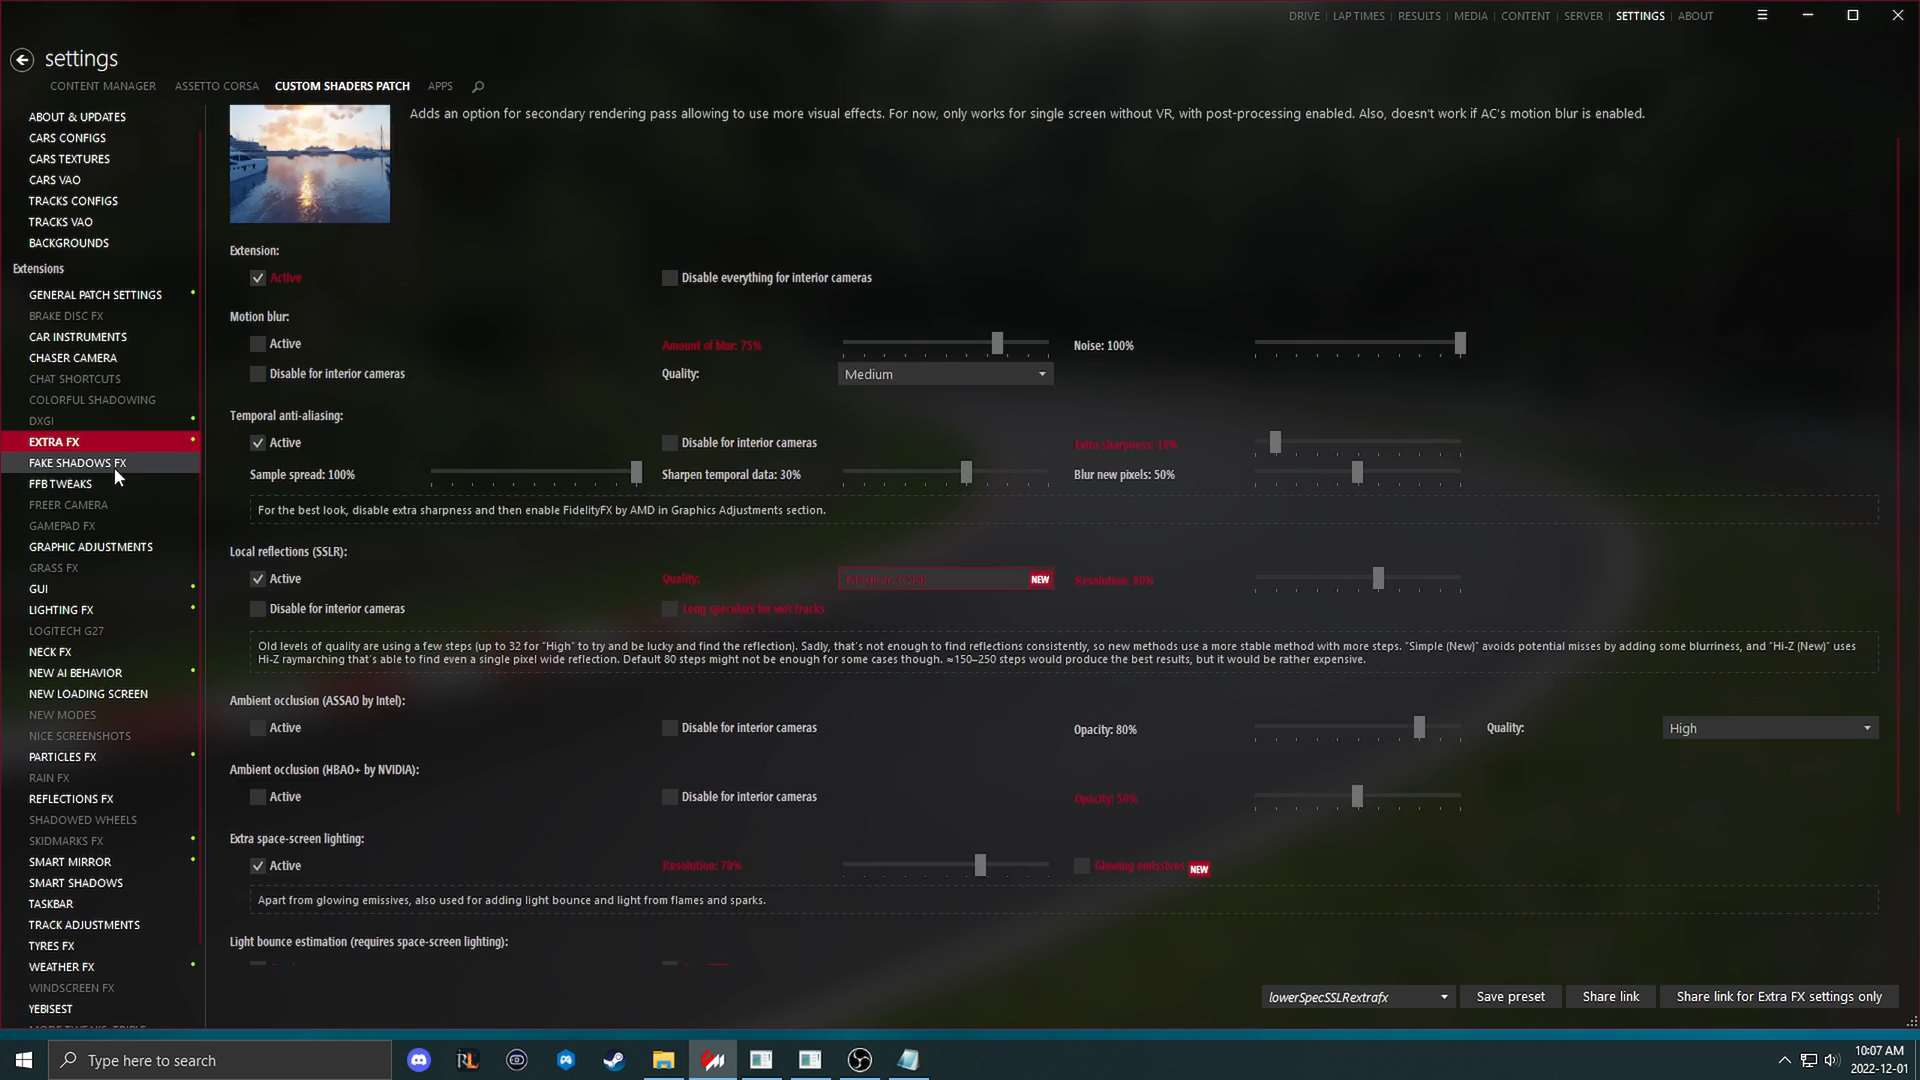 DRIVE | LAP TIMES | RESULTS | MEDIA | CONTENT | SERVER | SETTINGS | ABOUT
settings
CONTENT MANAGER ASSETTO CORSA CUSTOM SHADERS PATCH APPS
ABOUT & UPDATES
CARS CONFIGS
CARS TEXTURES
CARS VAO
TRACKS CONFIGS
TRACKS VAO
BACKGROUNDS
Extensions
GENERAL PATCH SETTINGS
BRAKE DISC FX
CAR INSTRUMENTS
CHASER CAMERA
CHAT SHORTCUTS
COLORFUL SHADOWING
DXGI
EXTRA FX
FAKE SHADOWS FX
FFB TWEAKS
FREER CAMERA
GAMEPAD FX
GRAPHIC ADJUSTMENTS
GRASS FX
GUI
LIGHTING FX
LOGITECH G27
NECK FX
NEW AI BEHAVIOR
NEW LOADING SCREEN
NEW MODES
NICE SCREENSHOTS
PARTICLES FX
RAIN FX
REFLECTIONS FX
SHADOWED WHEELS
SKIDMARKS FX
SMART MIRROR
SMART SHADOWS
TASKBAR
TRACK ADJUSTMENTS
TYRES FX
WEATHER FX
WINDSCREEN FX
YEBISEST
Adds an option for secondary rendering pass allowing to use more visual effects. For now, only works for single screen without VR, with post-processing enabled. Also, doesn't work if AC's motion blur is enabled.
Extension:
Active Disable everything for interior cameras
Motion blur:
Active Amount of blur: 75% Noise: 100%
Disable for interior cameras Quality: Medium
Temporal anti-aliasing:
Active Disable for interior cameras Extra sharpness: 10%
Sample spread: 100% Sharpen temporal data: 30% Blur new pixels: 50%
For the best look, disable extra sharpness and then enable FidelityFX by AMD in Graphics Adjustments section.
Local reflections (SSLR):
Active Quality: Medium (Old) NEW Resolution: 80%
Disable for interior cameras Long speculars for wet tracks
Old levels of quality are using a few steps (up to 32 for "High" to try and be lucky and find the reflection). Sadly, that's not enough to find reflections consistently, so new methods use a more stable method with more steps. "Simple (New)" avoids potential misses by adding some blurriness, and "Hi-Z (New)" uses
Hi-Z raymarching that's able to find even a single pixel wide reflection. Default 80 steps might not be enough for some cases though. ≈150–250 steps would produce the best results, but it would be rather expensive.
Ambient occlusion (ASSAO by Intel):
Active Disable for interior cameras Opacity: 80% Quality: High
Ambient occlusion (HBAO+ by NVIDIA):
Active Disable for interior cameras Opacity: 50%
Extra space-screen lighting:
Active Resolution: 70% Glowing emissives NEW
Apart from glowing emissives, also used for adding light bounce and light from flames and sparks.
Light bounce estimation (requires space-screen lighting):
lowerSpecSSLRextrafx Save preset Share link Share link for Extra FX settings only
Type here to search
10:07 AM
2022-12-01